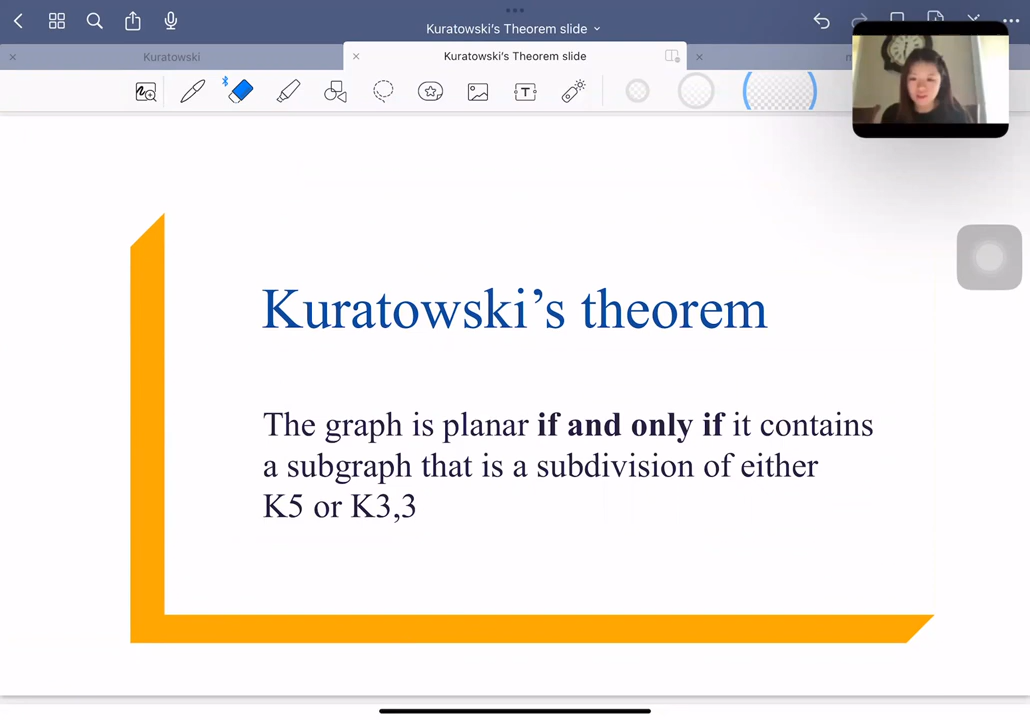 Kuratowski's Theorem slide
Kuratowski
Kuratowski's Theorem slide
T
Kuratowski's theorem
The graph is planar if and only if it contains
a subgraph that is a subdivision of either
K5 or K3,3